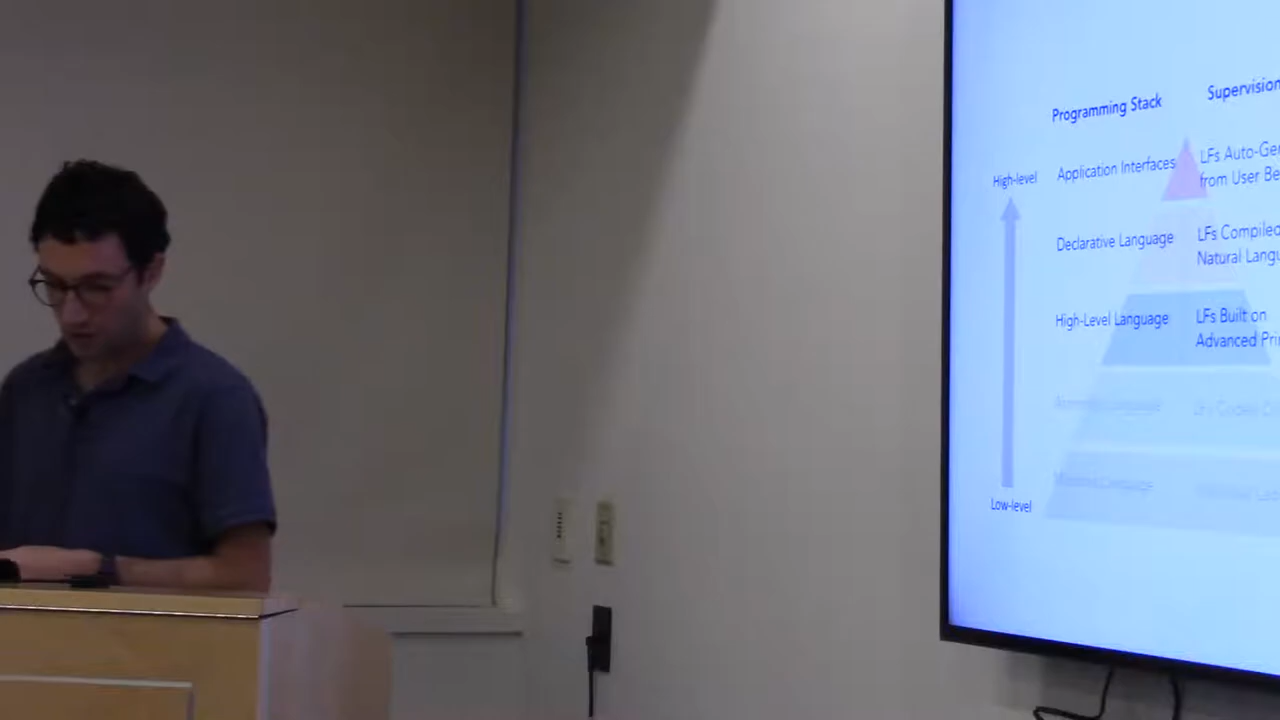 Programming Stack
Supervision
High-level
Application Interfaces
LFs Auto-Ge
from User Be
Declarative Language
LFs Compiled
Natural Langu
High-Level Language
LFs Built on
Advanced Pri
Low-level